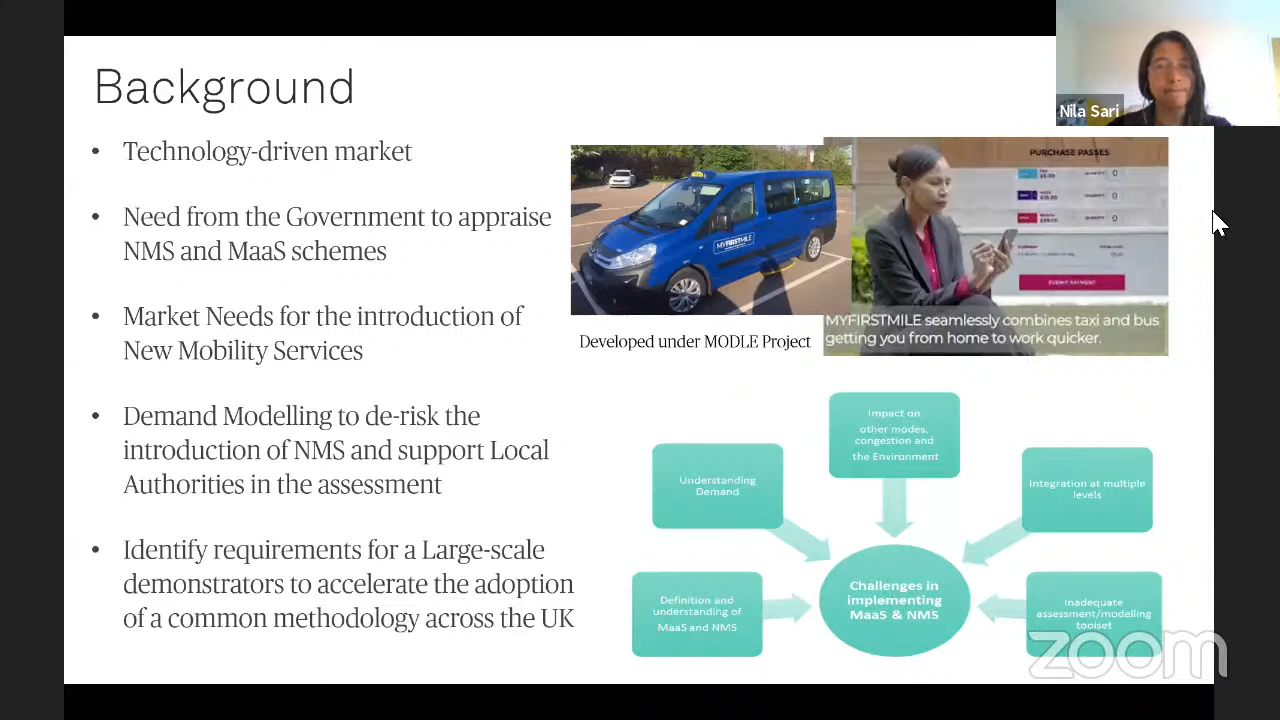 Background
Nila Sari
• Technology-driven market
• Need from the Government to appraise
NMS and MaaS schemes
• Market Needs for the introduction of
New Mobility Services
• Demand Modelling to de-risk the
introduction of NMS and support Local
Authorities in the assessment
• Identify requirements for a Large-scale
demonstrators to accelerate the adoption
of a common methodology across the UK
MYFIRSTMILE
Developed under MODLE Project
PURCHASE PASSES
0
0
0
SUBMIT PAYMENT
MYFIRSTMILE seamlessly combines taxi and bus
getting you from home to work quicker.
Impact on
other modes,
congestion and
the Environment
Understanding
Demand
Integration at multiple
levels
Definition and
understanding of
MaaS and NMS
Challenges in
implementing
MaaS & NMS
Inadequate
assessment/modelling
toolset
zoom